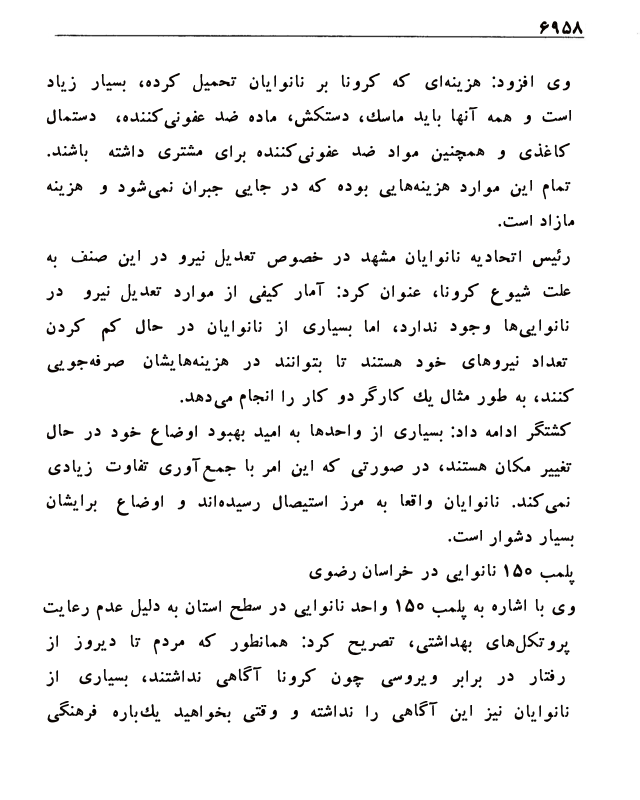 ۶۹۵۸
وی افزود: هزینه‌ای که کرونا بر نانوایان تحمیل کرده، بسیار زیاد
است و همه آنها باید ماسك، دستکش، ماده ضد عفونی‌کننده، دستمال
کاغذی و همچنین مواد ضد عفونی‌کننده برای مشتری داشته باشند.
تمام این موارد هزینه‌هایی بوده که در جایی جبران نمی‌شود و هزینه
مازاد است.
رئیس اتحادیه نانوایان مشهد در خصوص تعدیل نیرو در این صنف به
علت شیوع کرونا، عنوان کرد: آمار کیفی از موارد تعدیل نیرو در
نانوایی‌ها وجود ندارد، اما بسیاری از نانوایان در حال کم کردن
تعداد نیروهای خود هستند تا بتوانند در هزینه‌هایشان صرفه‌جویی
کنند، به طور مثال یك کارگر دو کار را انجام می‌دهد.
کشتگر ادامه داد: بسیاری از واحدها به امید بهبود اوضاع خود در حال
تغییر مکان هستند، در صورتی که این امر با جمع‌آوری تفاوت زیادی
نمی‌کند. نانوایان واقعا به مرز استیصال رسیده‌اند و اوضاع برایشان
بسیار دشوار است.
پلمب ۱۵۰ نانوایی در خراسان رضوی
وی با اشاره به پلمب ۱۵۰ واحد نانوایی در سطح استان به دلیل عدم رعایت
پروتکل‌های بهداشتی، تصریح کرد: همانطور که مردم تا دیروز از
رفتار در برابر ویروسی چون کرونا آگاهی نداشتند، بسیاری از
نانوایان نیز این آگاهی را نداشته و وقتی بخواهید یك‌باره فرهنگی